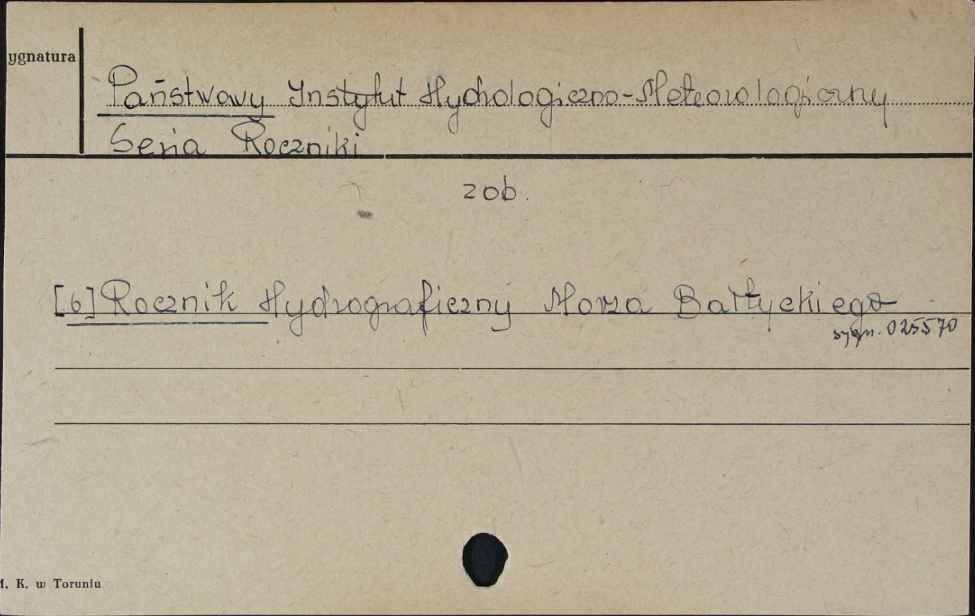 ygnatura
Państwowy Instytut Hydrologiczno-Meteorologiczny
Seria Roczniki
zob.
[6] Rocznik Hydrograficzny Morza Bałtyckiego
sygn. 025570
M. K. w Toruniu